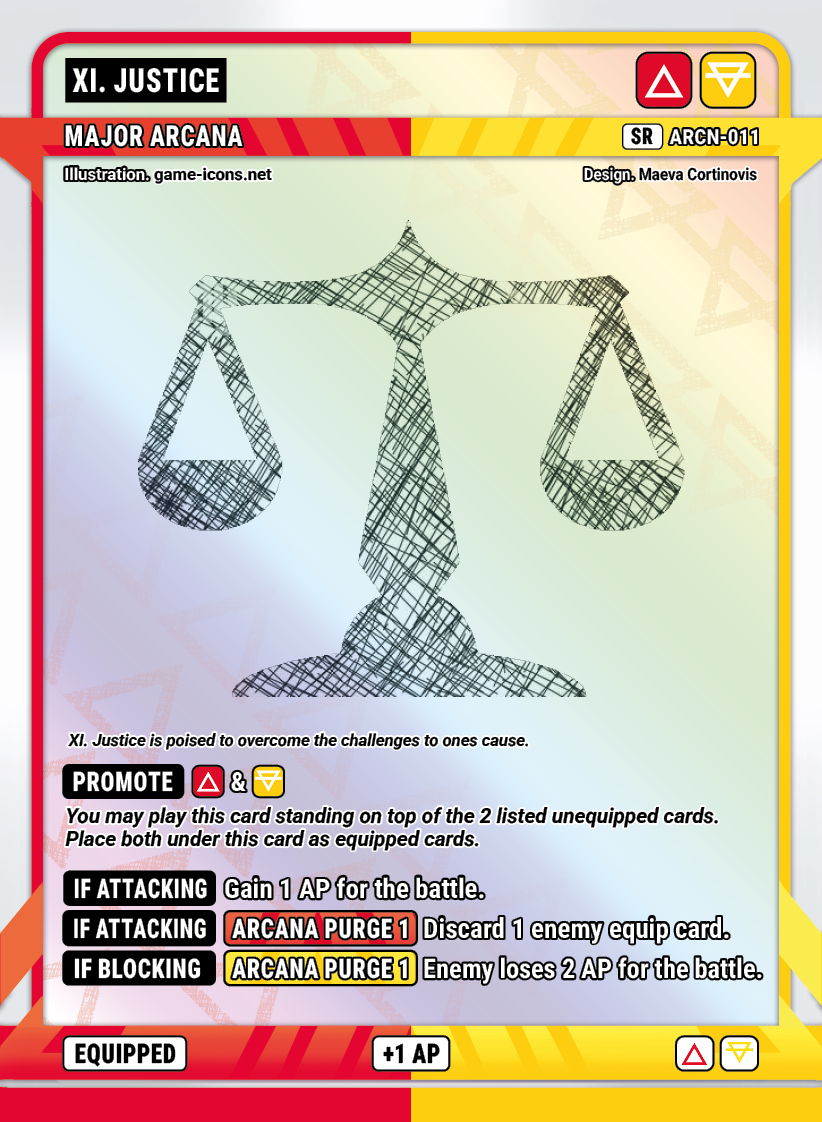 XI. JUSTICE
MAJOR ARCANA
SR ARCN-011
Illustration. game-icons.net
Design. Maeva Cortinovis
XI. Justice is poised to overcome the challenges to ones cause.
PROMOTE &
You may play this card standing on top of the 2 listed unequipped cards.
Place both under this card as equipped cards.
IF ATTACKING Gain 1 AP for the battle.
IF ATTACKING ARCANA PURGE 1 Discard 1 enemy equip card.
IF BLOCKING ARCANA PURGE 1 Enemy loses 2 AP for the battle.
EQUIPPED +1 AP